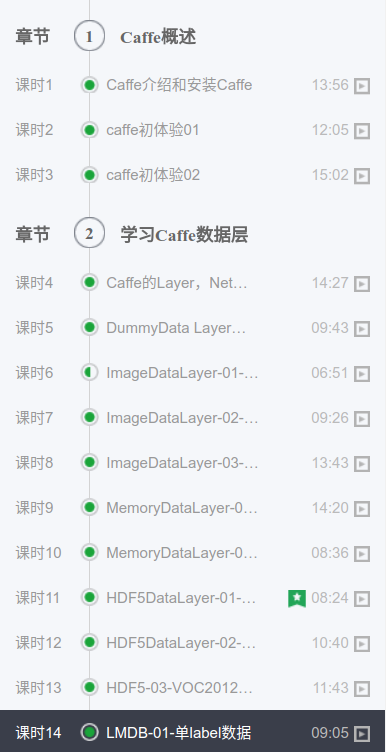 章节 1 Caffe概述
课时1 Caffe介绍和安装Caffe 13:56
课时2 caffe初体验01 12:05
课时3 caffe初体验02 15:02
章节 2 学习Caffe数据层
课时4 Caffe的Layer，Net… 14:27
课时5 DummyData Layer… 09:43
课时6 ImageDataLayer-01-… 06:51
课时7 ImageDataLayer-02-… 09:26
课时8 ImageDataLayer-03-… 13:43
课时9 MemoryDataLayer-0… 14:20
课时10 MemoryDataLayer-0… 08:36
课时11 HDF5DataLayer-01-… 08:24
课时12 HDF5DataLayer-02-… 10:40
课时13 HDF5-03-VOC2012… 11:43
课时14 LMDB-01-单label数据 09:05